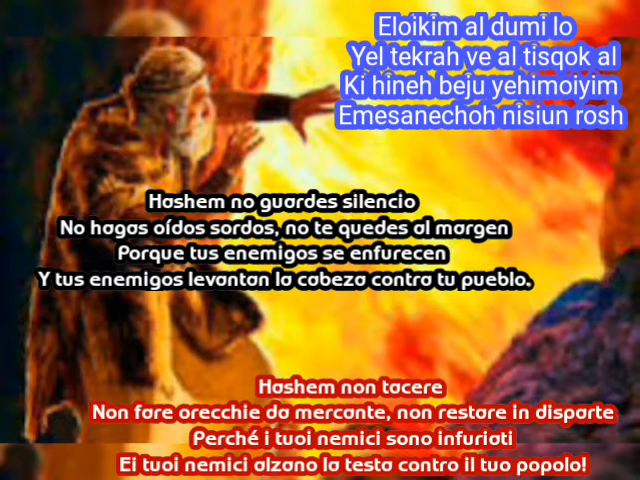 Eloikim al dumi lo
Yel tekrah ve al tisqok al
Ki hineh beju yehimoiyim
Emesanechoh nisiun rosh
Hashem no guardes silencio
No hagas oídos sordos, no te quedes al margen
Porque tus enemigos se enfurecen
Y tus enemigos levantan la cabeza contra tu pueblo.
Hashem non tacere
Non fare orecchie da mercante, non restare in disparte
Perché i tuoi nemici sono infuriati
Ei tuoi nemici alzano la testa contro il tuo popolo!